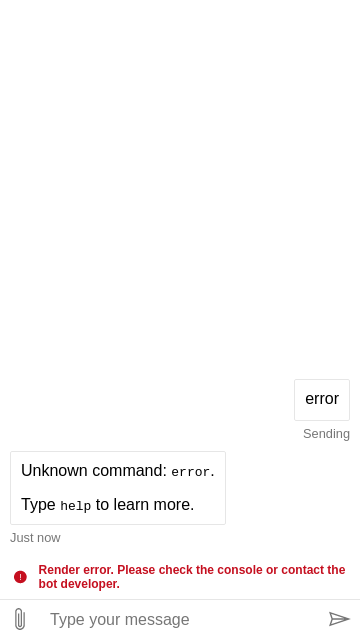 error
Sending
Unknown command: error.
Type help to learn more.
Just now
Render error. Please check the console or contact the
bot developer.
Type your message